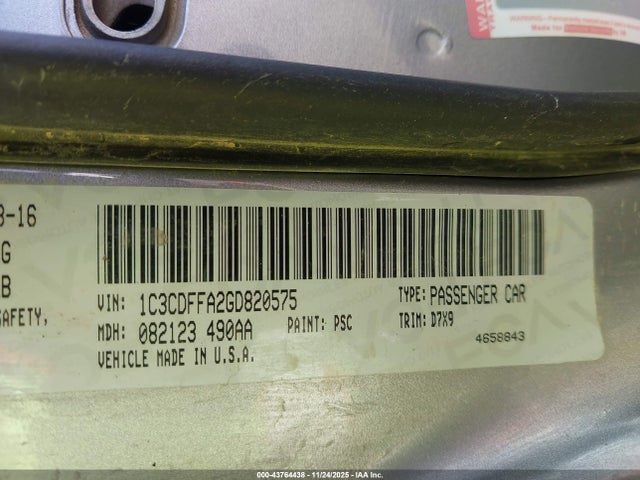 8-16
G
B
SAFETY,
VIN: 1C3CDFFA2GD820575
TYPE: PASSENGER CAR
MDH: 082123 490AA
PAINT: PSC
TRIM: D7X9
VEHICLE MADE IN U.S.A.
4658843
000-43764438 - 11/24/2025 - IAA Inc.